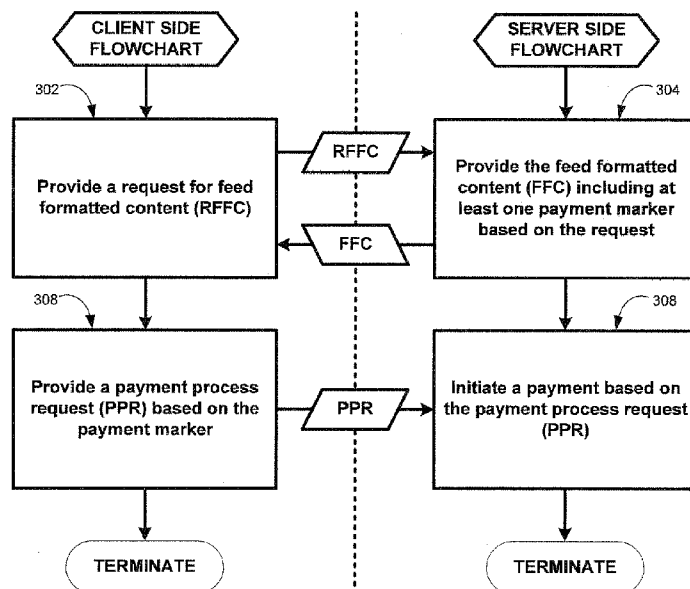 CLIENT SIDE
FLOWCHART
SERVER SIDE
FLOWCHART
302
304
Provide a request for feed
formatted content (RFFC)
RFFC
FFC
Provide the feed formatted
content (FFC) including at
least one payment marker
based on the request
308
308
Provide a payment process
request (PPR) based on the
payment marker
PPR
Initiate a payment based on
the payment process request
(PPR)
TERMINATE
TERMINATE